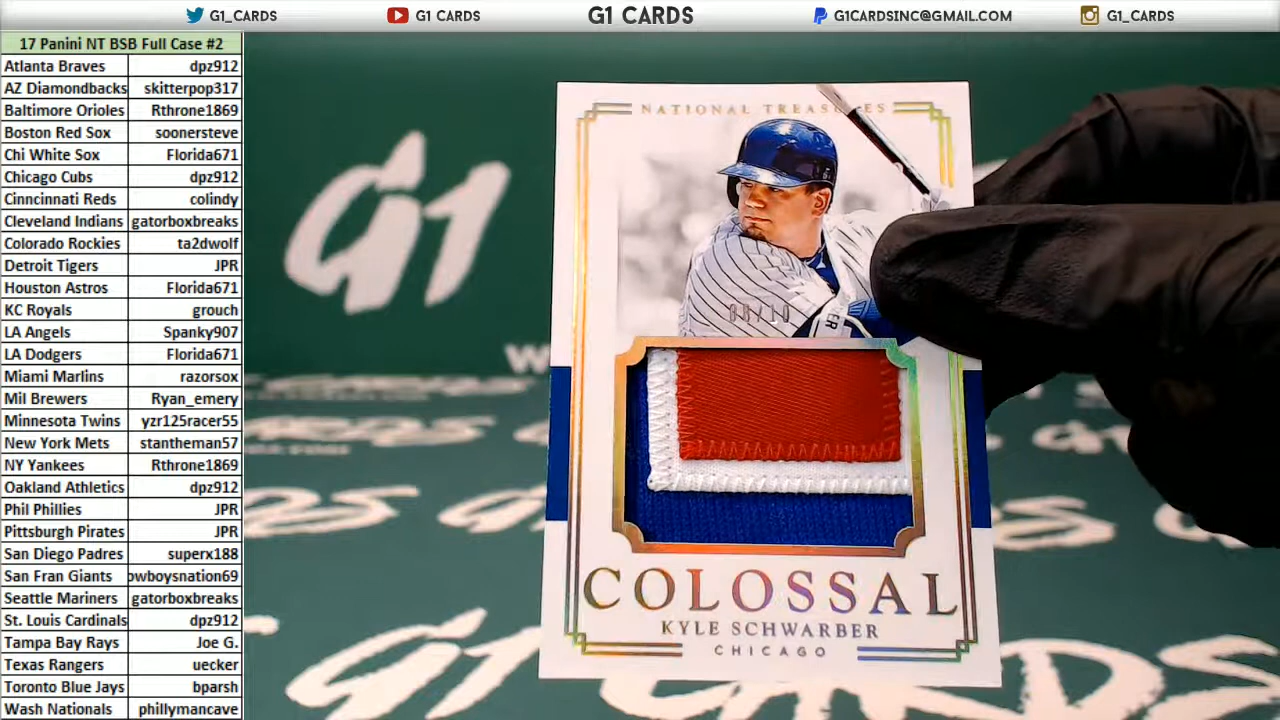 G1_CARDS
G1 CARDS
G1 CARDS
G1CARDSINC@GMAIL.COM
G1_CARDS
17 Panini NT BSB Full Case #2
Atlanta Braves dpz912
AZ Diamondbacks skitterpop317
Baltimore Orioles Rthrone1869
Boston Red Sox soonersteve
Chi White Sox Florida671
Chicago Cubs dpz912
Cinncinnati Reds colindy
Cleveland Indians gatorboxbreaks
Colorado Rockies ta2dwolf
Detroit Tigers JPR
Houston Astros Florida671
KC Royals grouch
LA Angels Spanky907
LA Dodgers Florida671
Miami Marlins razorsox
Mil Brewers Ryan_emery
Minnesota Twins yzr125racer55
New York Mets stantheman57
NY Yankees Rthrone1869
Oakland Athletics dpz912
Phil Phillies JPR
Pittsburgh Pirates JPR
San Diego Padres superx188
San Fran Giants owboysnation69
Seattle Mariners gatorboxbreaks
St. Louis Cardinals dpz912
Tampa Bay Rays Joe G.
Texas Rangers uecker
Toronto Blue Jays bparsh
Wash Nationals phillymancave
G1
NATIONAL
COLOSSAL
KYLE SCHWARBER
CHICAGO
G1